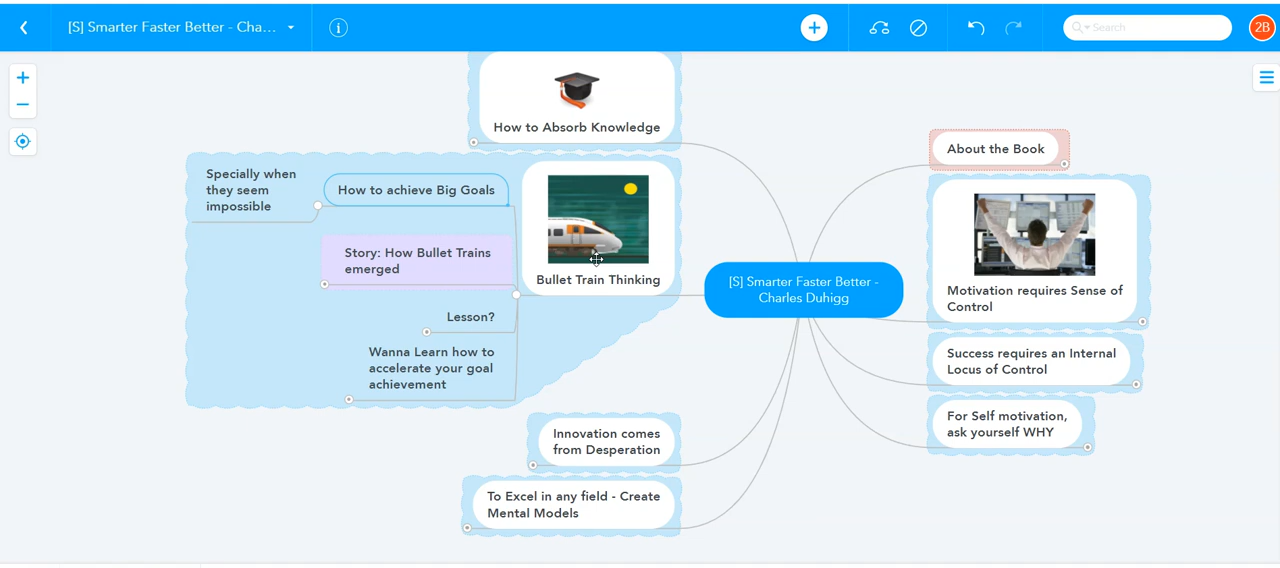 [S] Smarter Faster Better - Cha...
Search
2B
How to Absorb Knowledge
Specially when
they seem
impossible
How to achieve Big Goals
Story: How Bullet Trains
emerged
Lesson?
Wanna Learn how to
accelerate your goal
achievement
Bullet Train Thinking
Innovation comes
from Desperation
To Excel in any field - Create
Mental Models
[S] Smarter Faster Better -
Charles Duhigg
About the Book
Motivation requires Sense of
Control
Success requires an Internal
Locus of Control
For Self motivation,
ask yourself WHY